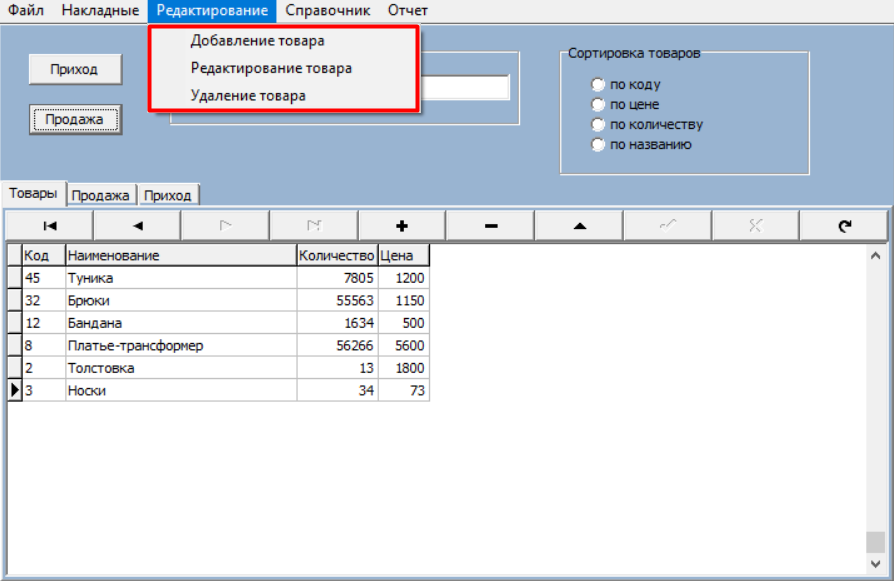 Файл Накладные Редактирование Справочник Отчет
Добавление товара
Редактирование товара
Удаление товара
Приход
Продажа
Сортировка товаров
по коду
по цене
по количеству
по названию
Товары Продажа Приход
Код Наименование Количество Цена
45 Туника 7805 1200
32 Брюки 55563 1150
12 Бандана 1634 500
8 Платье-трансформер 56266 5600
2 Толстовка 13 1800
3 Носки 34 73